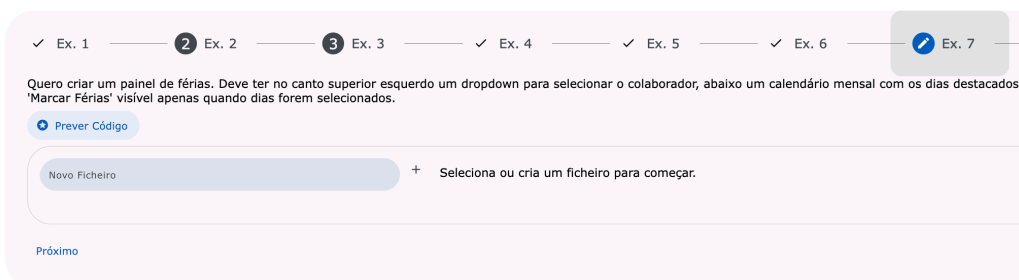 Ex. 1 2 Ex. 2 3 Ex. 3 Ex. 4 Ex. 5 Ex. 6 Ex. 7
Quero criar um painel de férias. Deve ter no canto superior esquerdo um dropdown para selecionar o colaborador, abaixo um calendário mensal com os dias destacados
'Marcar Férias' visível apenas quando dias forem selecionados.
Prever Código
Novo Ficheiro + Seleciona ou cria um ficheiro para começar.
Próximo